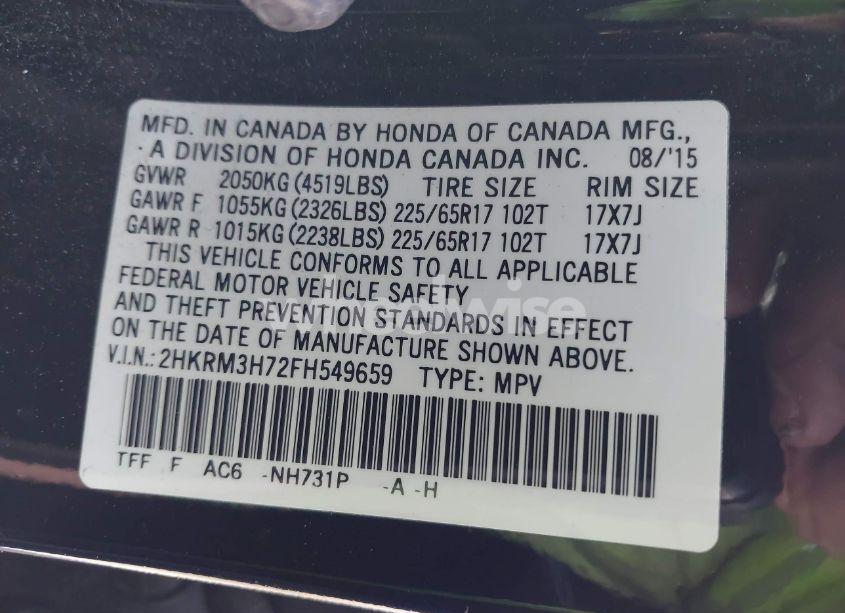 MFD. IN CANADA BY HONDA OF CANADA MFG.,
A DIVISION OF HONDA CANADA INC. 08/'15
GVWR 2050KG (4519LBS) TIRE SIZE RIM SIZE
GAWR F 1055KG (2326LBS) 225/65R17 102T 17X7J
GAWR R 1015KG (2238LBS) 225/65R17 102T 17X7J
THIS VEHICLE CONFORMS TO ALL APPLICABLE
FEDERAL MOTOR VEHICLE SAFETY
AND THEFT PREVENTION STANDARDS IN EFFECT
ON THE DATE OF MANUFACTURE SHOWN ABOVE.
V.I.N.: 2HKRM3H72FH549659 TYPE: MPV
TFF F AC6 -NH731P -A -H